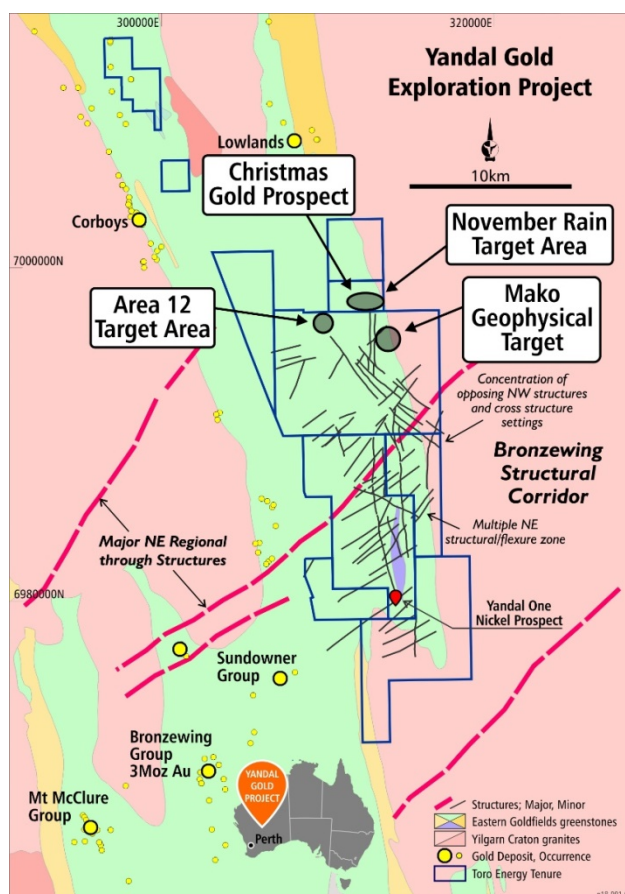 300000E
320000E
Yandal Gold
Exploration Project
10km
Lowlands
Christmas
Gold Prospect
Corboys
November Rain
Target Area
7000000N
Area 12
Target Area
Mako
Geophysical
Target
Concentration of
opposing NW structures
and cross structure
settings
Bronzewing
Structural
Corridor
Major NE Regional
through Structures
Multiple NE
structural/flexure zone
6980000N
Yandal One
Nickel Prospect
Sundowner
Group
Bronzewing
Group
3Moz Au
YANDAL
GOLD
PROJECT
Mt McClure
Group
Perth
Structures; Major, Minor
Eastern Goldfields greenstones
Yilgarn Craton granites
Gold Deposit, Occurrence
Toro Energy Tenure